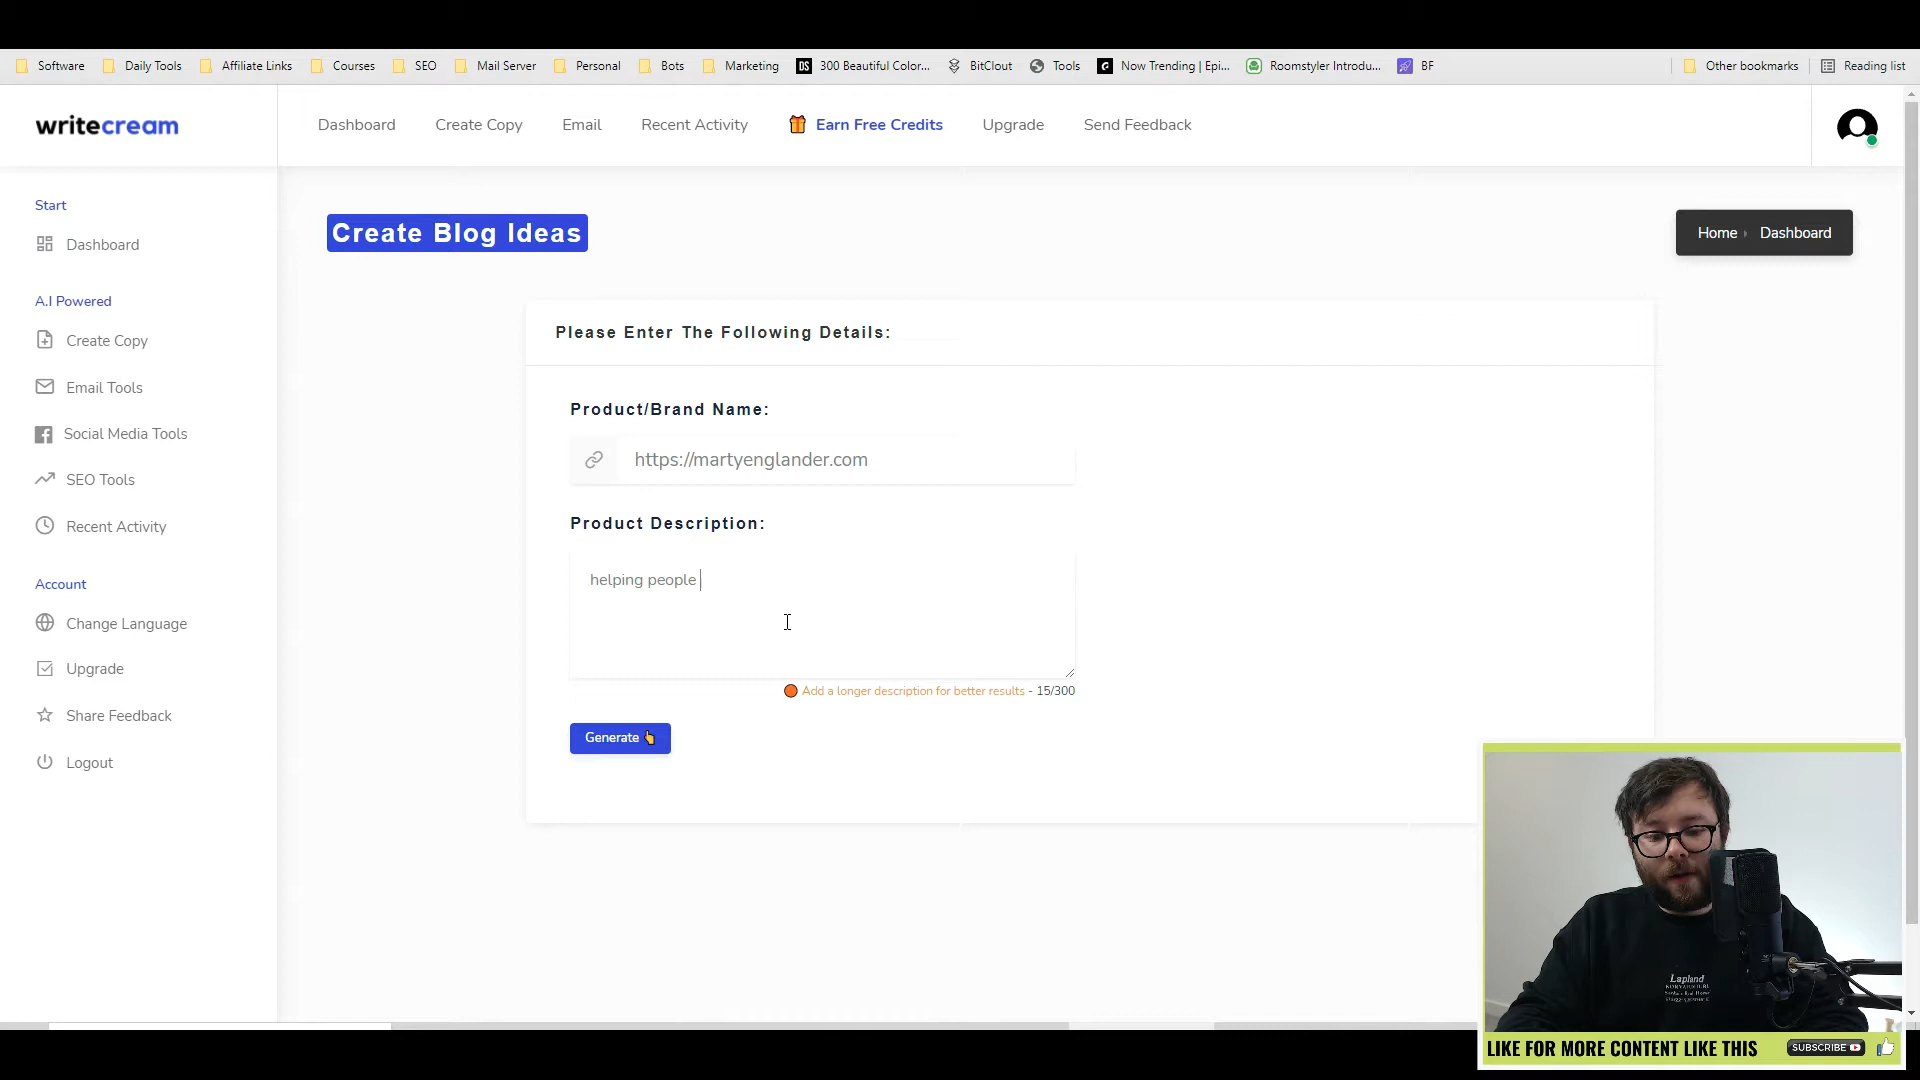 Software Daily Tools Affiliate Links Courses SEO Mail Server Personal Bots Marketing DS 300 Beautiful Color... BitClout Tools Now Trending | Epi... Roomstyler Introdu... BF Other bookmarks Reading list
writecream
Dashboard Create Copy Email Recent Activity Earn Free Credits Upgrade Send Feedback
Start
Dashboard
A.I Powered
Create Copy
Email Tools
Social Media Tools
SEO Tools
Recent Activity
Account
Change Language
Upgrade
Share Feedback
Logout
Create Blog Ideas
Home Dashboard
Please Enter The Following Details:
Product/Brand Name:
https://martyenglander.com
Product Description:
helping people
Add a longer description for better results - 15/300
Generate
Lapland
LIKE FOR MORE CONTENT LIKE THIS SUBSCRIBE